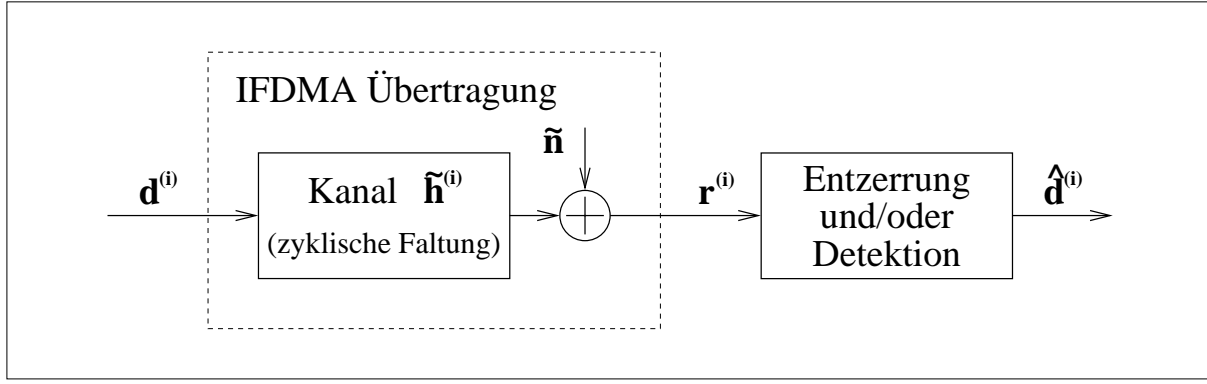 IFDMA Übertragung
d^(i)
Kanal h̃^(i)
(zyklische Faltung)
ñ
r^(i)
Entzerrung
und/oder
Detektion
d̂^(i)